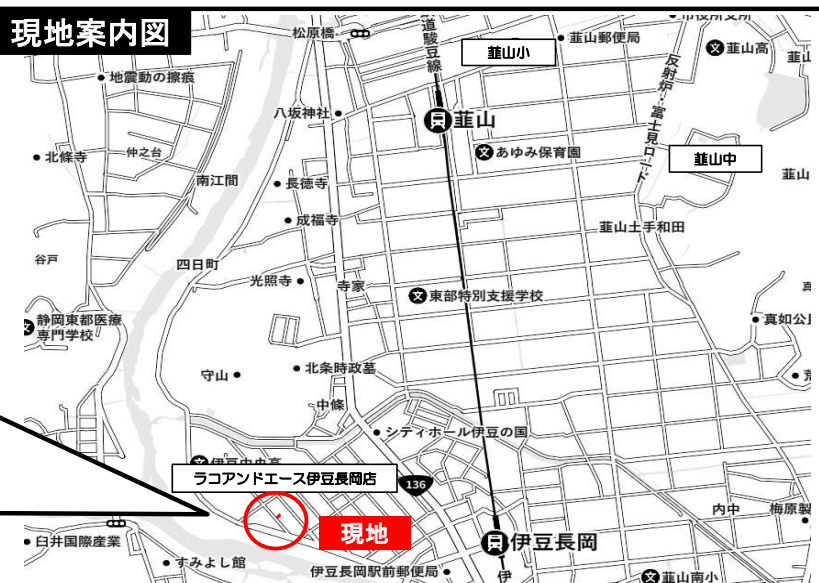 現地案内図
松原橋
道駿豆線
韮山小
韮山郵便局
韮山高
地震動の擦痕
反射炉・富士見ロード
八坂神社
韮山
あゆみ保育園
韮山中
仲之台
北條寺
南江間
長徳寺
韮山
成福寺
韮山土手和田
四日町
谷戸
光照寺
寺家
東部特別支援学校
静岡東都医療
専門学校
真如公
守山
北条時政墓
中條
シティホール伊豆の国
伊豆中央高
ラコアンドエース伊豆長岡店
136
内中
梅原製
現地
臼井国際産業
伊豆長岡
すみよし館
伊豆長岡駅前郵便局
伊
韮山南小